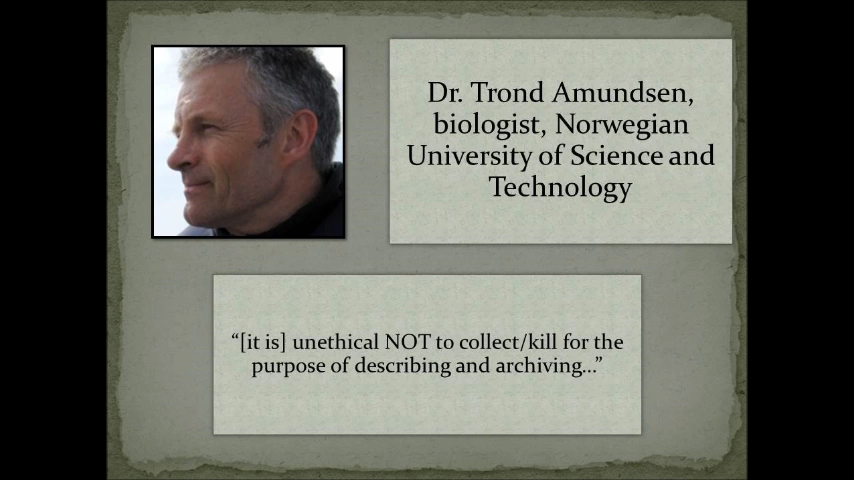 Dr. Trond Amundsen,
biologist, Norwegian
University of Science and
Technology
“[it is] unethical NOT to collect/kill for the
purpose of describing and archiving…”